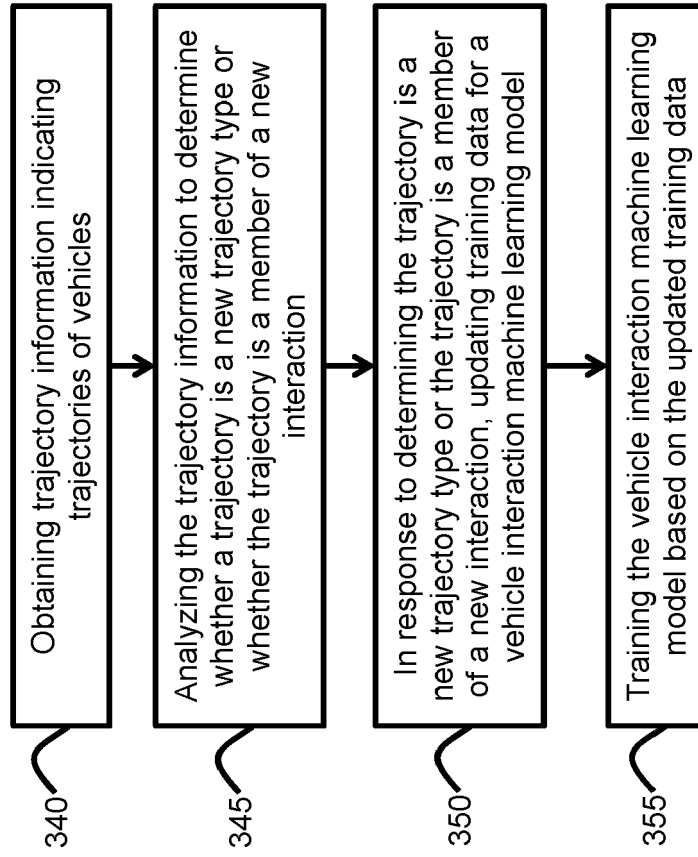 340
Obtaining trajectory information indicating
trajectories of vehicles
345
Analyzing the trajectory information to determine
whether a trajectory is a new trajectory type or
whether the trajectory is a member of a new
interaction
350
In response to determining the trajectory is a
new trajectory type or the trajectory is a member
of a new interaction, updating training data for a
vehicle interaction machine learning model
355
Training the vehicle interaction machine learning
model based on the updated training data